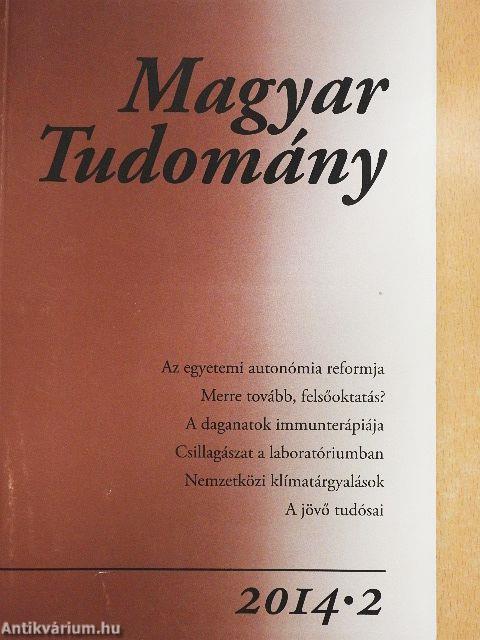 Magyar
Tudomány
Az egyetemi autonómia reformja
Merre tovább, felsőoktatás?
A daganatok immunterápiája
Csillagászat a laboratóriumban
Nemzetközi klímatárgyalások
A jövő tudósai
2014•2
Antikvárium.hu